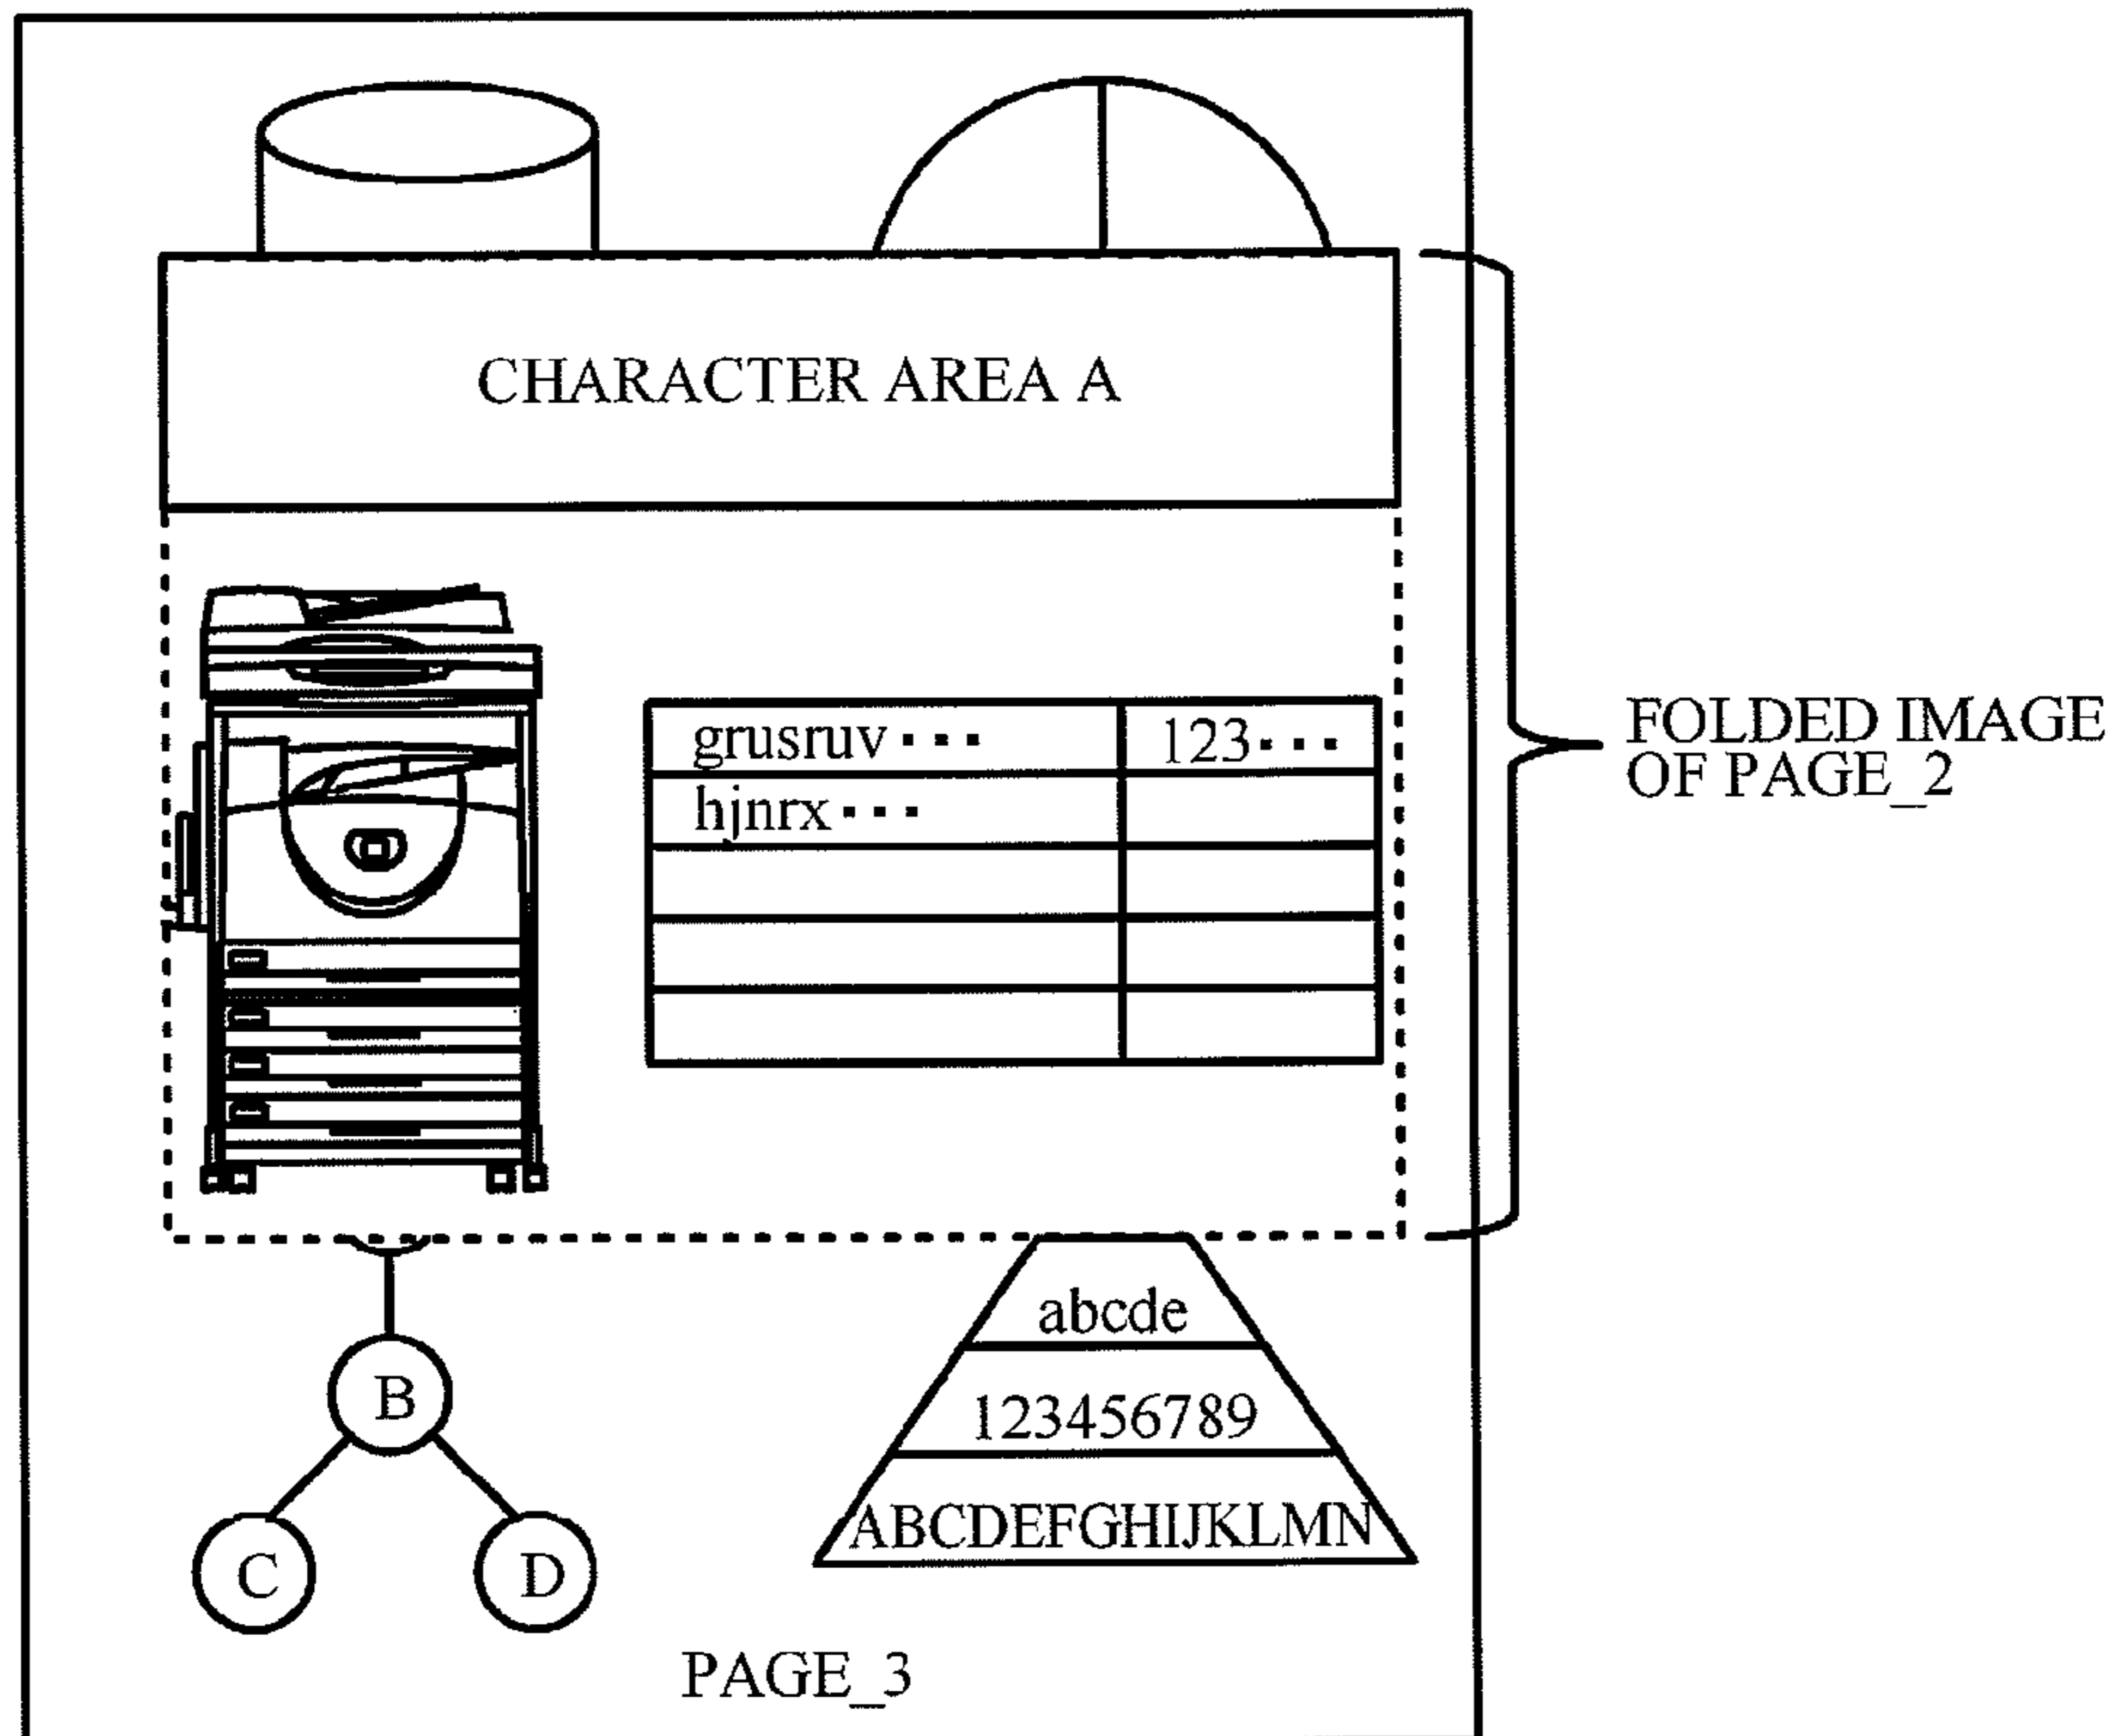 CHARACTER AREA A
grusruv··· 123···
hjnrx···
FOLDED IMAGE
OF PAGE_2
abcde
123456789
ABCDEFGHIJKLMN
B
C D
PAGE_3